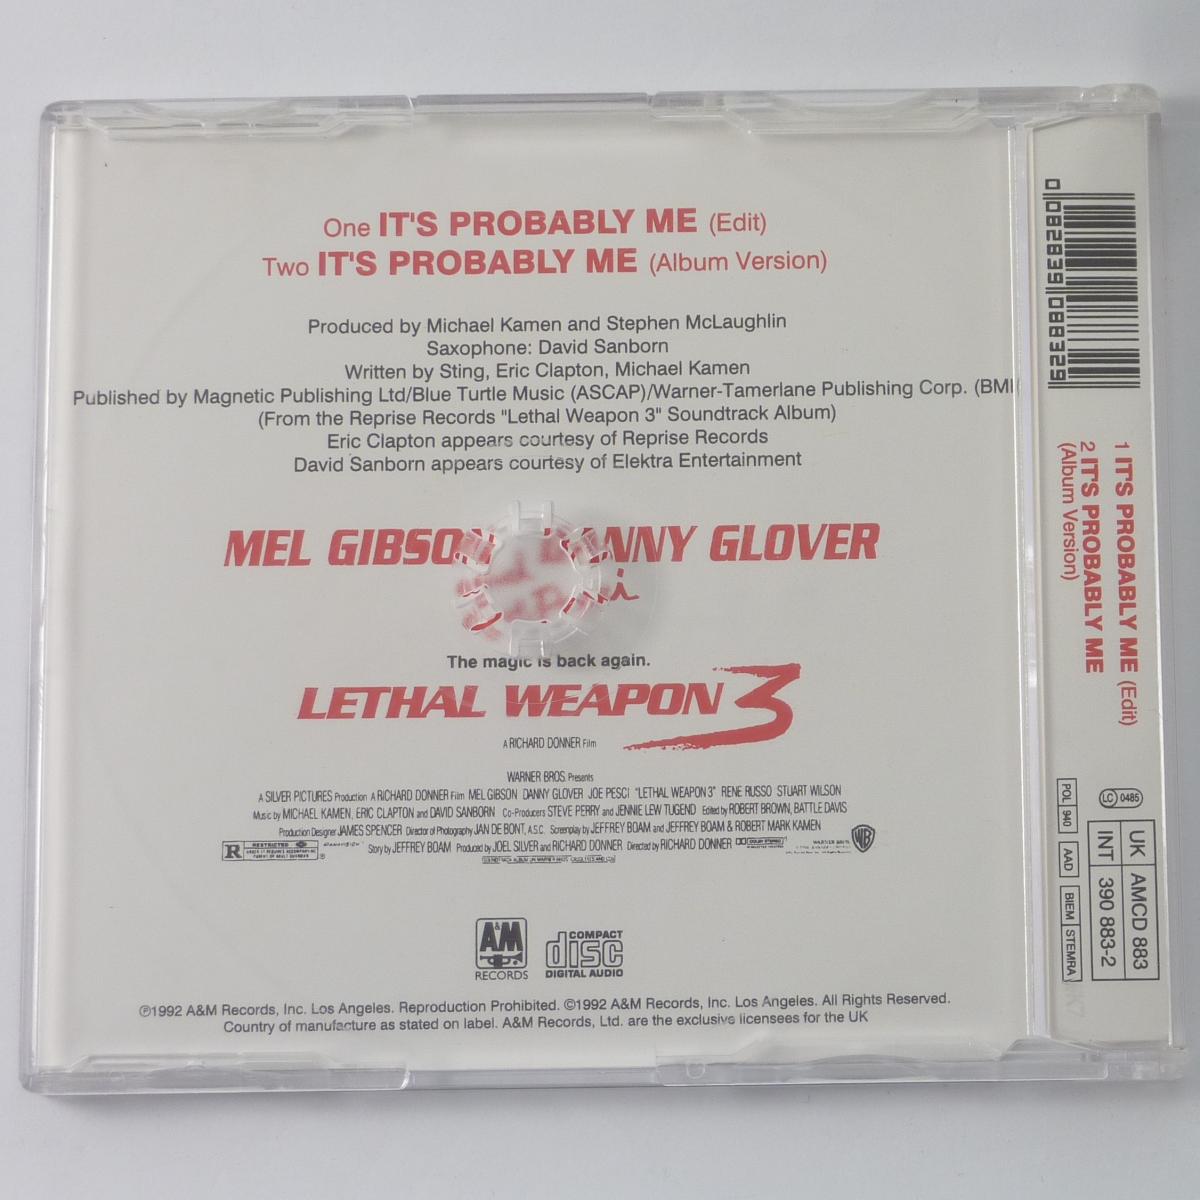 One IT'S PROBABLY ME (Edit)
Two IT'S PROBABLY ME (Album Version)
Produced by Michael Kamen and Stephen McLaughlin
Saxophone: David Sanborn
Written by Sting, Eric Clapton, Michael Kamen
Published by Magnetic Publishing Ltd/Blue Turtle Music (ASCAP)/Warner-Tamerlane Publishing Corp. (BMI
(From the Reprise Records "Lethal Weapon 3" Soundtrack Album)
Eric Clapton appears courtesy of Reprise Records
David Sanborn appears courtesy of Elektra Entertainment
MEL GIBSON DANNY GLOVER
The magic is back again.
LETHAL WEAPON 3
A RICHARD DONNER Film
WARNER BROS. Presents
A SILVER PICTURES Production A RICHARD DONNER Film MEL GIBSON DANNY GLOVER JOE PESCI "LETHAL WEAPON 3" RENE RUSSO STUART WILSON
Music by MICHAEL KAMEN, ERIC CLAPTON and DAVID SANBORN Co-Producers STEVE PERRY and JENNIE LEW TUGEND Edited by ROBERT BROWN, BATTLE DAVIS
Production Designer JAMES SPENCER Director of Photography JAN DE BONT, A.S.C. Screenplay by JEFFREY BOAM and JEFFREY BOAM & ROBERT MARK KAMEN
Story by JEFFREY BOAM Produced by JOEL SILVER and RICHARD DONNER Directed by RICHARD DONNER
R RESTRICTED
DOLBY STEREO
WB
A&M
RECORDS
COMPACT
disc
DIGITAL AUDIO
℗1992 A&M Records, Inc. Los Angeles. Reproduction Prohibited. ©1992 A&M Records, Inc. Los Angeles. All Rights Reserved.
Country of manufacture as stated on label. A&M Records, Ltd. are the exclusive licensees for the UK
0 082839 088329
1 IT'S PROBABLY ME (Edit)
2 IT'S PROBABLY ME
(Album Version)
LC 0485
POL 940
AAD
BIEM STEMRA
UK AMCD 883
INT 390 883-2